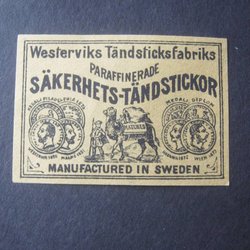 Westerviks Tändsticksfabriks
PARAFFINERADE
SÄKERHETS-TÄNDSTICKOR
MANUFACTURED IN SWEDEN